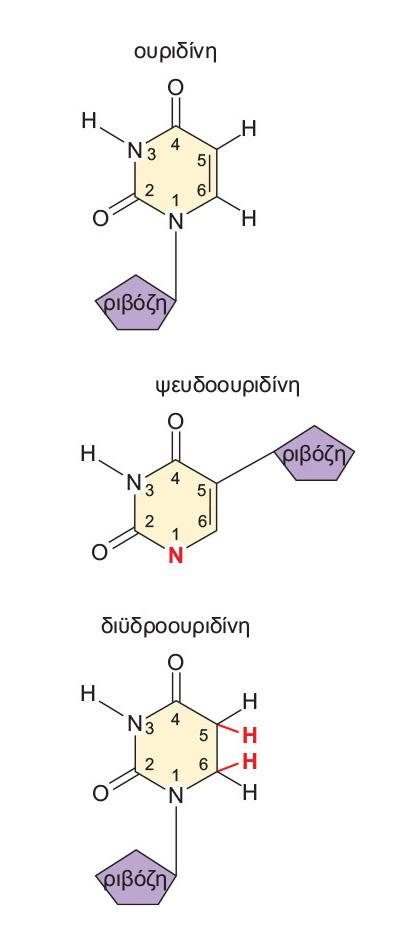 ουριδίνη
O
H
N 3 4 5 H
2 1 6
O N H
ριβόζη
ψευδοουριδίνη
O
H
N 3 4 5 ριβόζη
2 1 6
O N
διϋδροουριδίνη
O
H H
N 3 4 5 H
2 1 6 H
O N H
ριβόζη